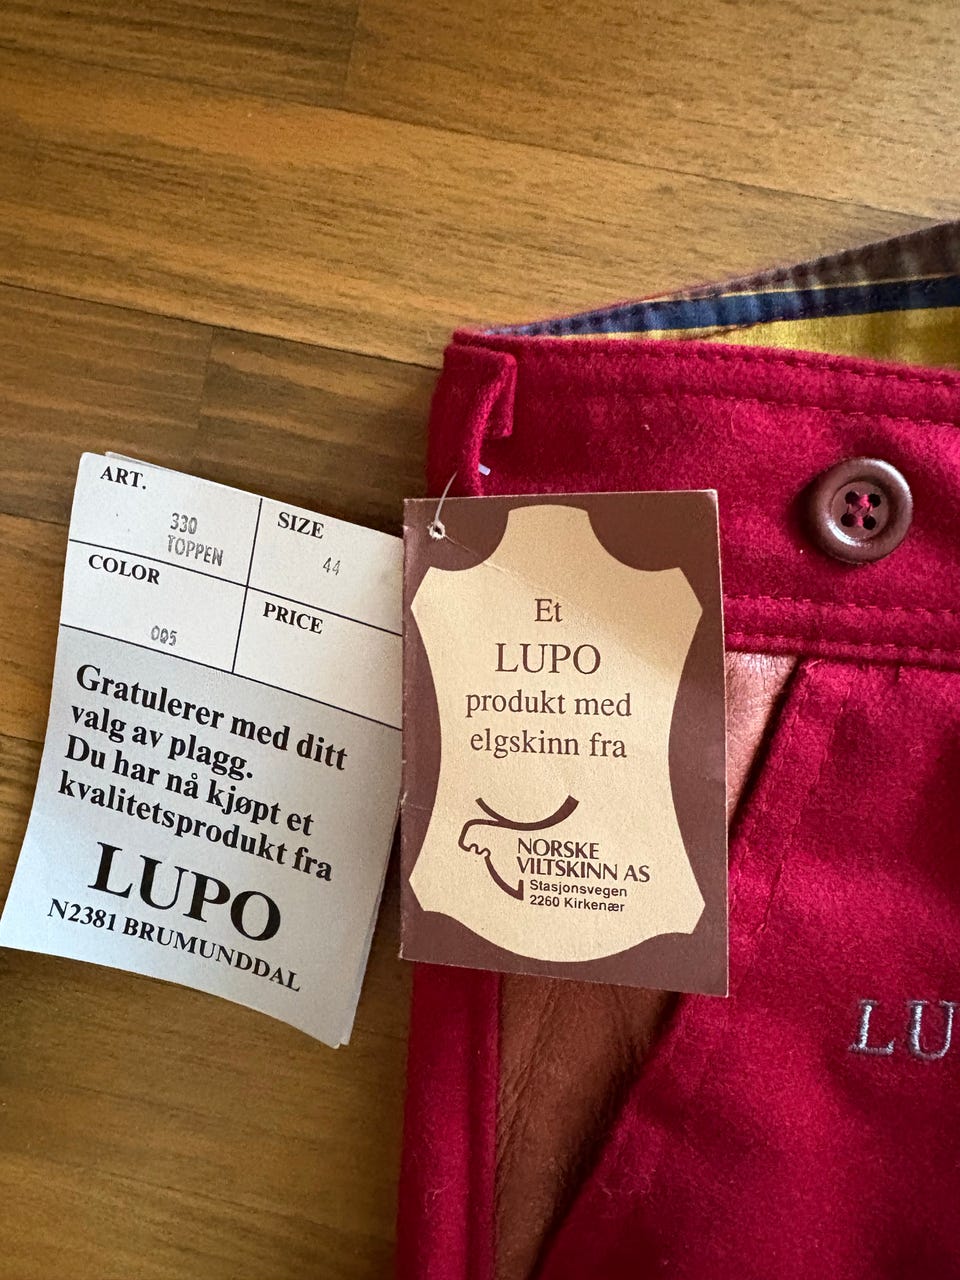 ART.
330
TOPPEN
SIZE
44
COLOR
005
PRICE
Gratulerer med ditt
valg av plagg.
Du har nå kjøpt et
kvalitetsprodukt fra
LUPO
N2381 BRUMUNDDAL
Et
LUPO
produkt med
elgskinn fra
NORSKE
VILTSKINN AS
Stasjonsvegen
2260 Kirkenær
LU